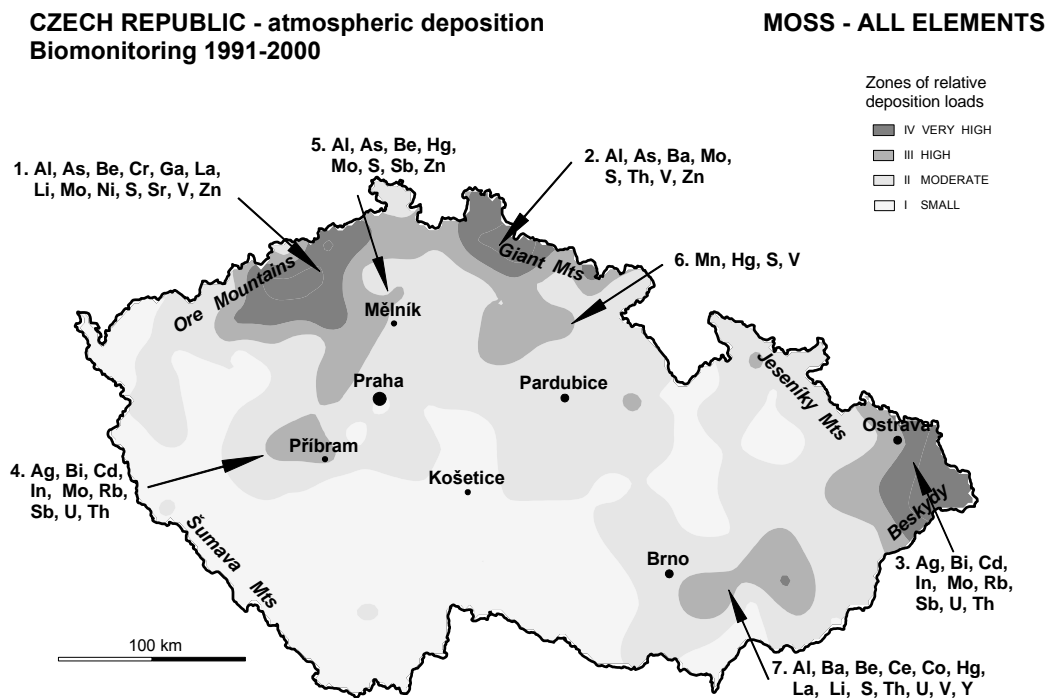 CZECH REPUBLIC - atmospheric deposition
Biomonitoring 1991-2000
MOSS - ALL ELEMENTS
Zones of relative
deposition loads
IV VERY HIGH
III HIGH
II MODERATE
I SMALL
1. Al, As, Be, Cr, Ga, La,
Li, Mo, Ni, S, Sr, V, Zn
5. Al, As, Be, Hg,
Mo, S, Sb, Zn
2. Al, As, Ba, Mo,
S, Th, V, Zn
6. Mn, Hg, S, V
Ore Mountains
Giant Mts
Mělník
Praha
Pardubice
Jeseníky Mts
Ostrava
Příbram
Košetice
4. Ag, Bi, Cd,
In, Mo, Rb,
Sb, U, Th
Šumava Mts
Beskydy
Brno
3. Ag, Bi, Cd,
In, Mo, Rb,
Sb, U, Th
100 km
7. Al, Ba, Be, Ce, Co, Hg,
La, Li, S, Th, U, V, Y